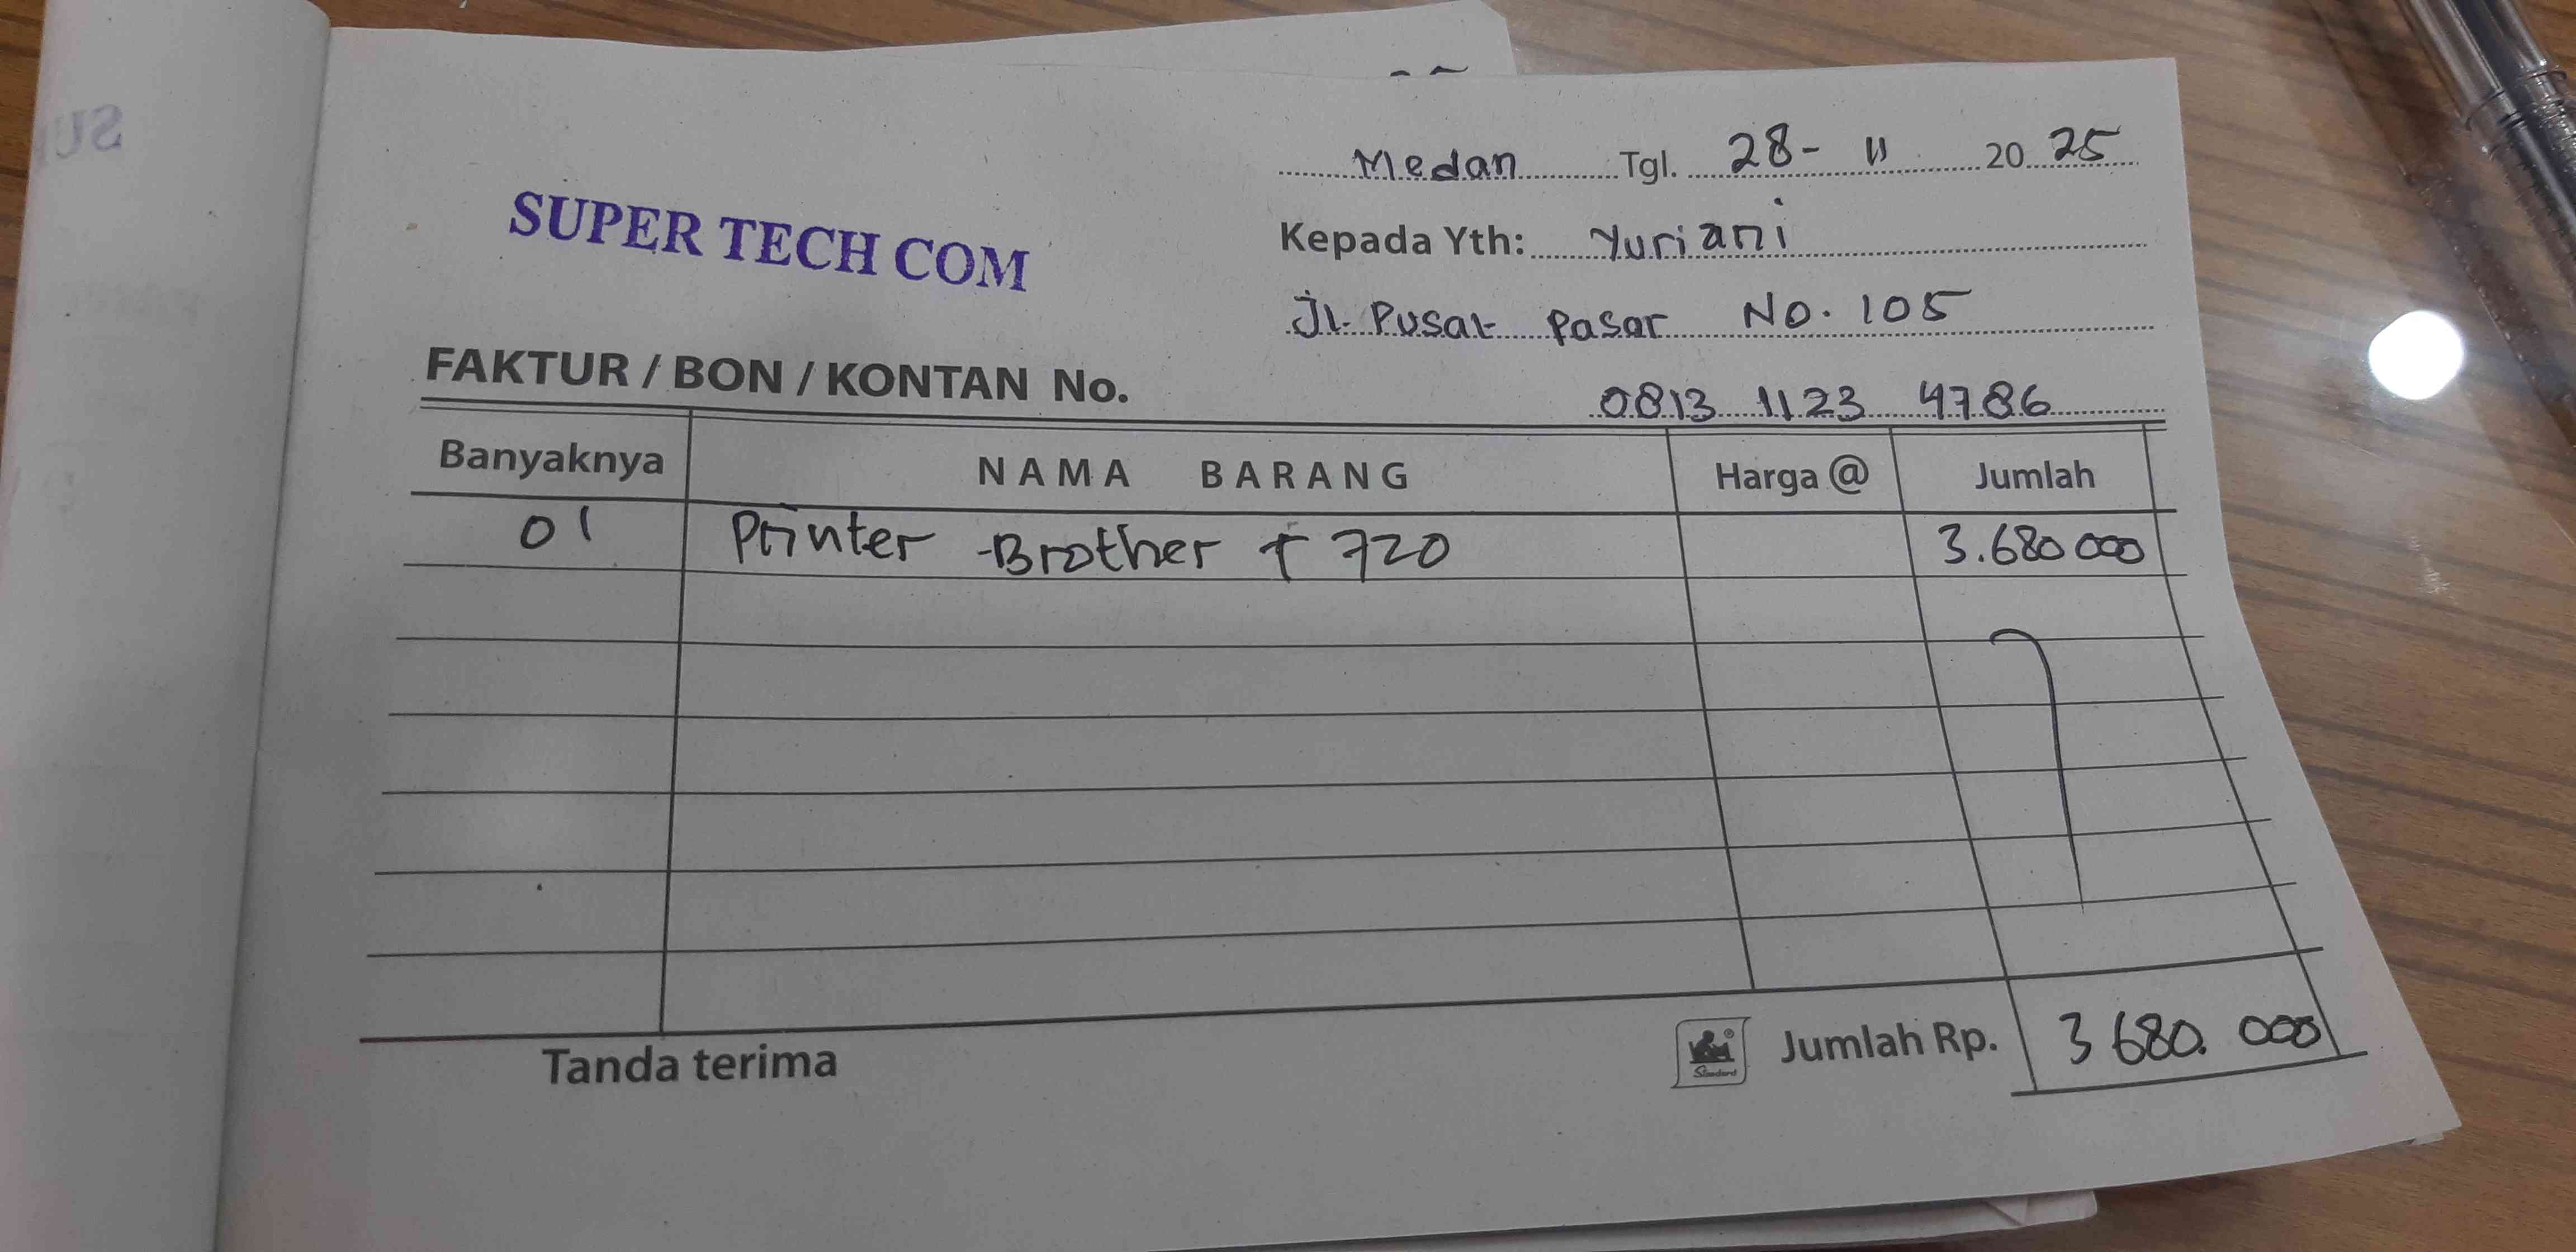 SUPER TECH COM
Medan Tgl. 28- 11 20 25
Kepada Yth: Yuriani
Jl. Pusat pasar NO. 105
0813 1123 4786
FAKTUR / BON / KONTAN No.
Banyaknya NAMA BARANG Harga @ Jumlah
01 Printer Brother T 720 3.680 000
Tanda terima Standard Jumlah Rp. 3 680. 000